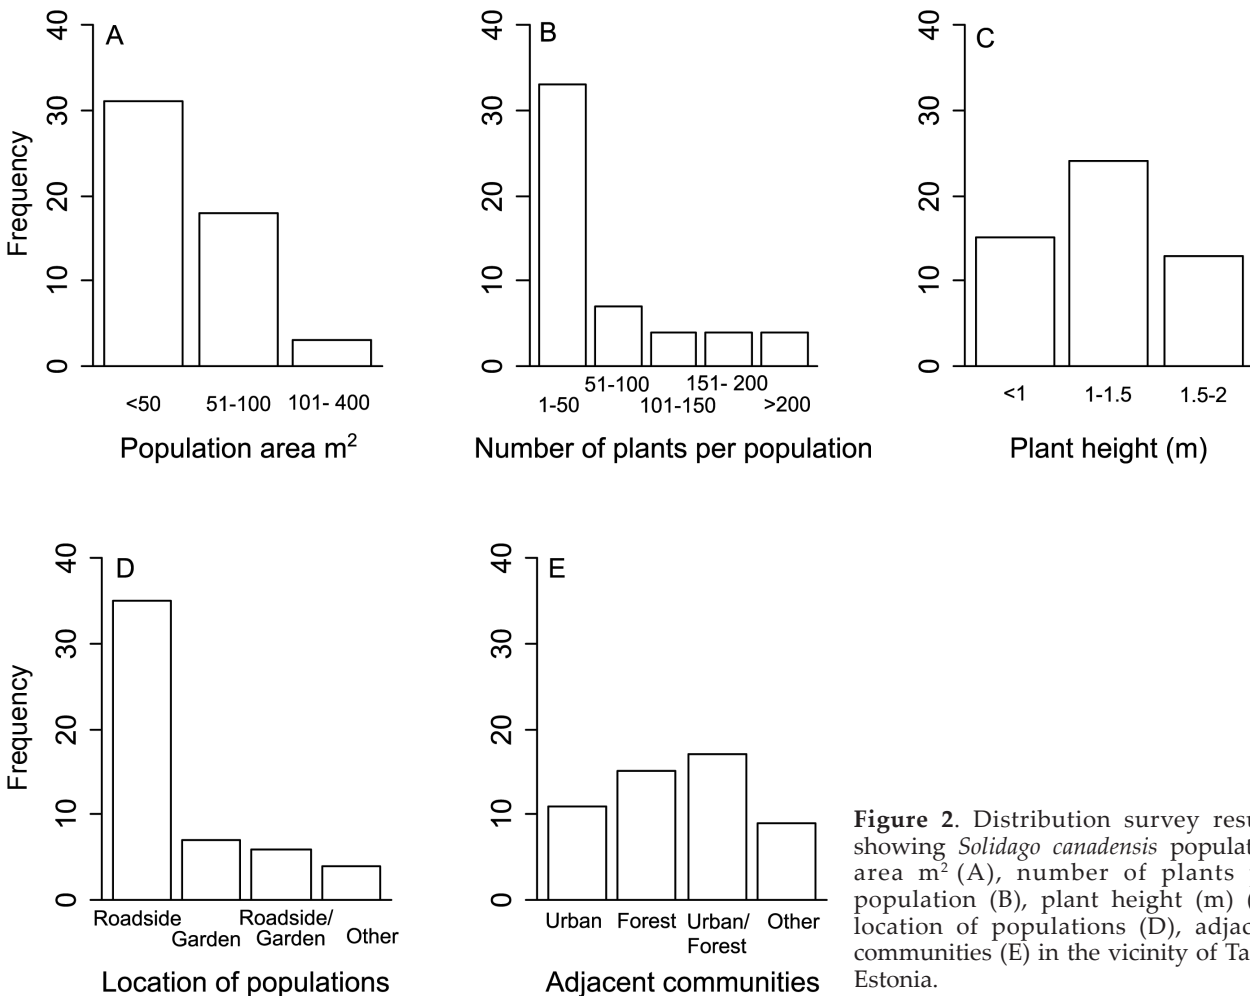 A
40
30
20
10
0
Frequency
<50 51-100 101- 400
Population area m²
B
40
30
20
10
0
51-100 151- 200
1-50 101-150 >200
Number of plants per population
C
40
30
20
10
0
<1 1-1.5 1.5-2
Plant height (m)
D
40
30
20
10
0
Frequency
Roadside Roadside/
Garden Garden Other
Location of populations
E
40
30
20
10
0
Urban Forest Urban/ Other
Forest
Adjacent communities
Figure 2. Distribution survey
showing Solidago canadensis
area m² (A), number of plants
population (B), plant height (m)
location of populations (D),
communities (E) in the vicinity of
Estonia.